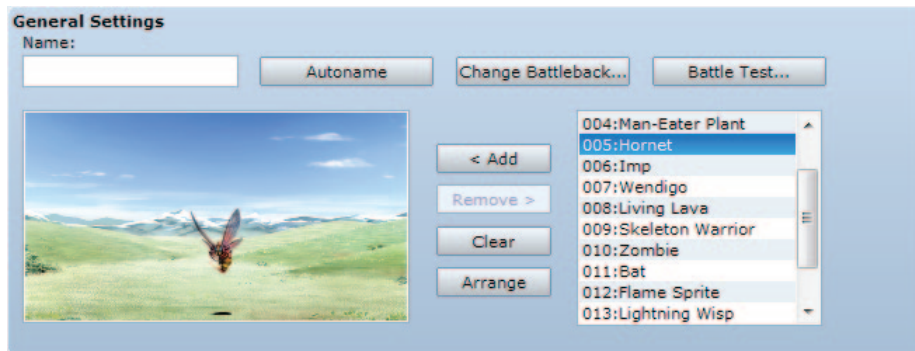 General Settings
Name:
Autoname Change Battleback... Battle Test...
< Add
Remove >
Clear
Arrange
004:Man-Eater Plant
005:Hornet
006:Imp
007:Wendigo
008:Living Lava
009:Skeleton Warrior
010:Zombie
011:Bat
012:Flame Sprite
013:Lightning Wisp